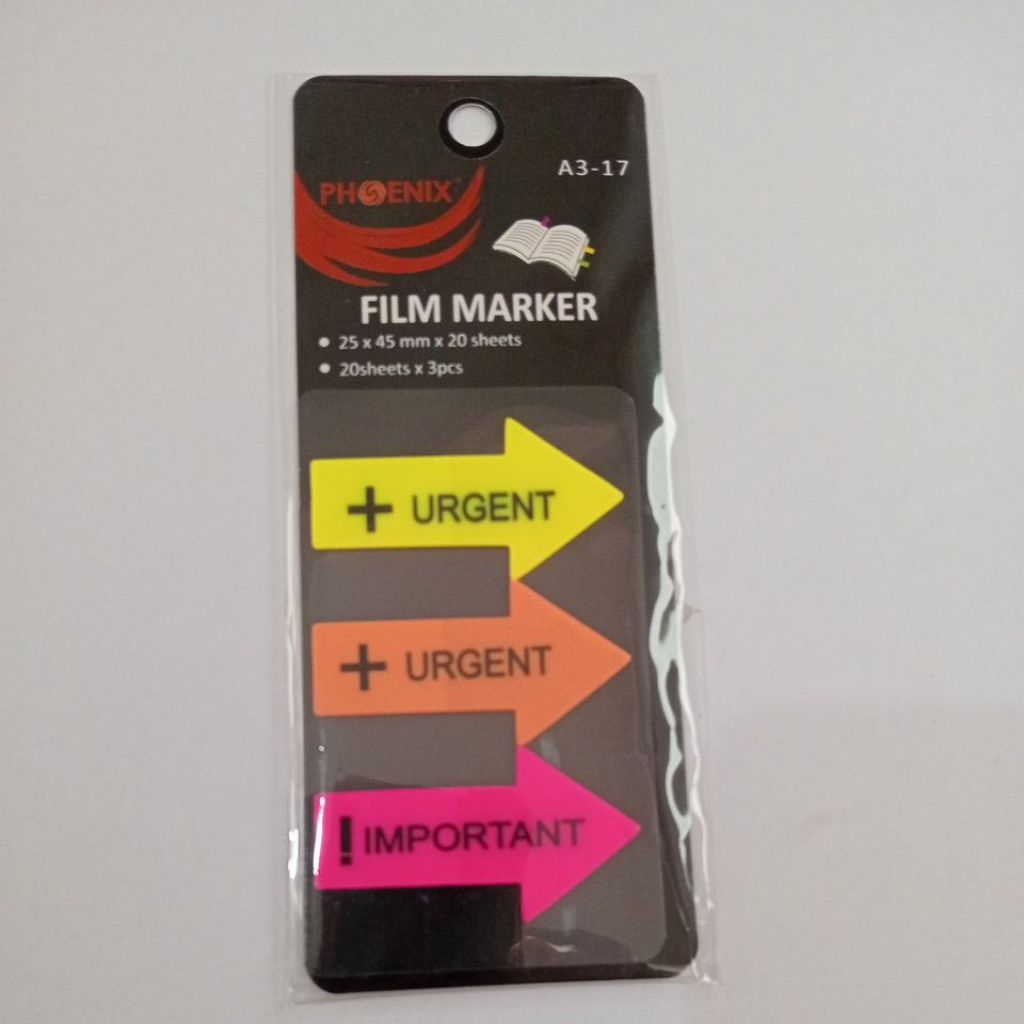 A3-17
PHOENIX
FILM MARKER
• 25 x 45 mm x 20 sheets
• 20sheets x 3pcs
+ URGENT
+ URGENT
! IMPORTANT